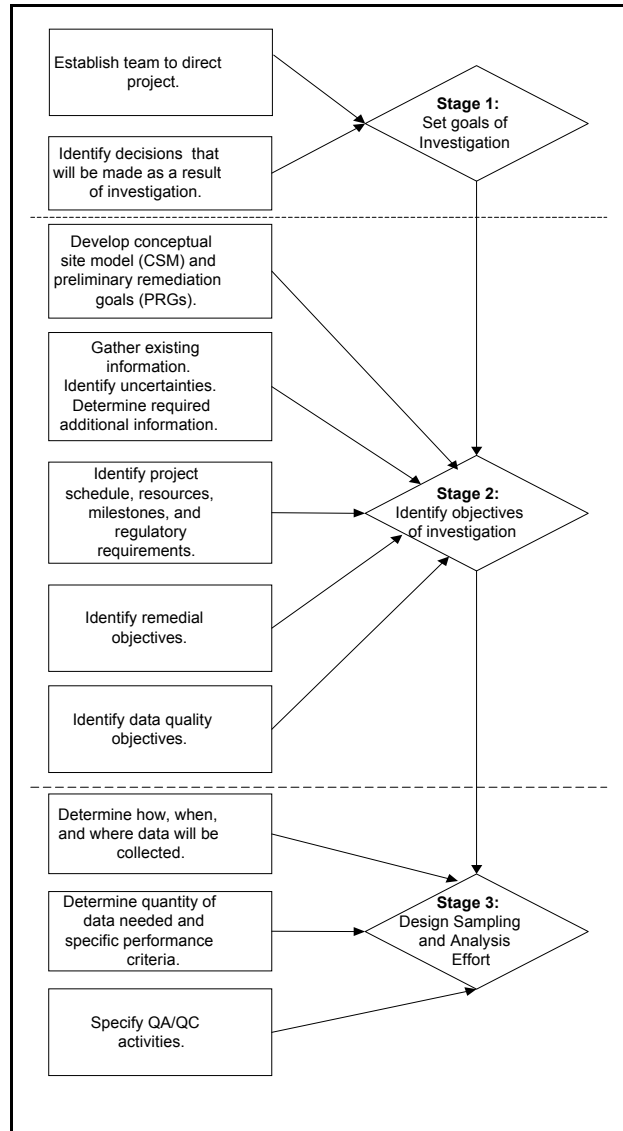 Establish team to direct
project.
Stage 1:
Set goals of
Investigation
Identify decisions that
will be made as a result
of investigation.
Develop conceptual
site model (CSM) and
preliminary remediation
goals (PRGs).
Gather existing
information.
Identify uncertainties.
Determine required
additional information.
Identify project
schedule, resources,
milestones, and
regulatory
requirements.
Stage 2:
Identify objectives
of investigation
Identify remedial
objectives.
Identify data quality
objectives.
Determine how, when,
and where data will be
collected.
Determine quantity of
data needed and
specific performance
criteria.
Stage 3:
Design Sampling
and Analysis
Effort
Specify QA/QC
activities.